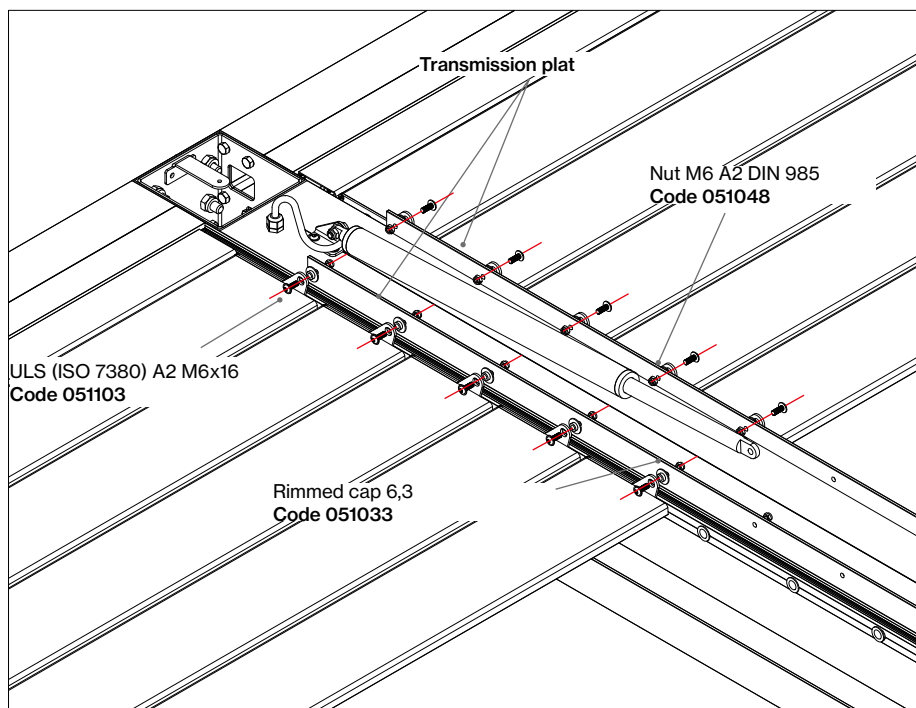 Transmission plat
Nut M6 A2 DIN 985
Code 051048
ULS (ISO 7380) A2 M6x16
Code 051103
Rimmed cap 6,3
Code 051033